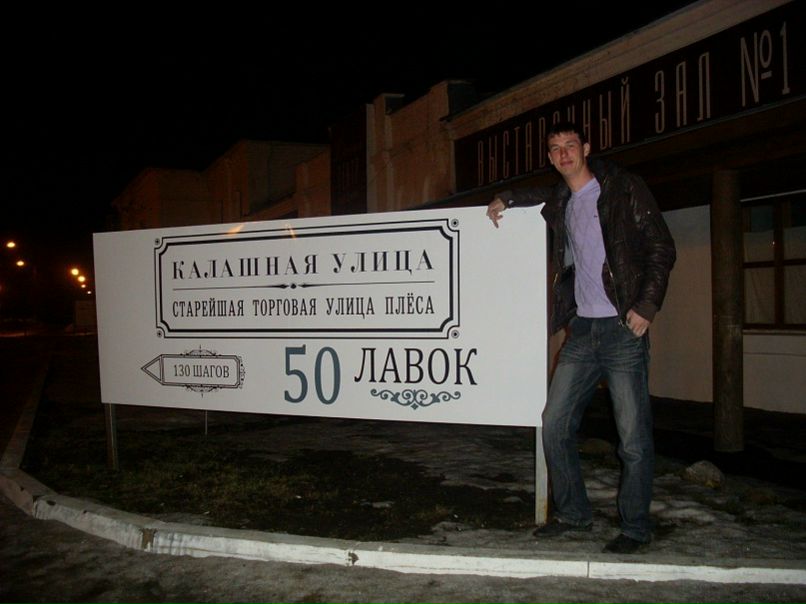 ВЫСТАВОЧНЫЙ ЗАЛ №1
КАЛАШНАЯ УЛИЦА
СТАРЕЙШАЯ ТОРГОВАЯ УЛИЦА ПЛЁСА
130 ШАГОВ
50 ЛАВОК